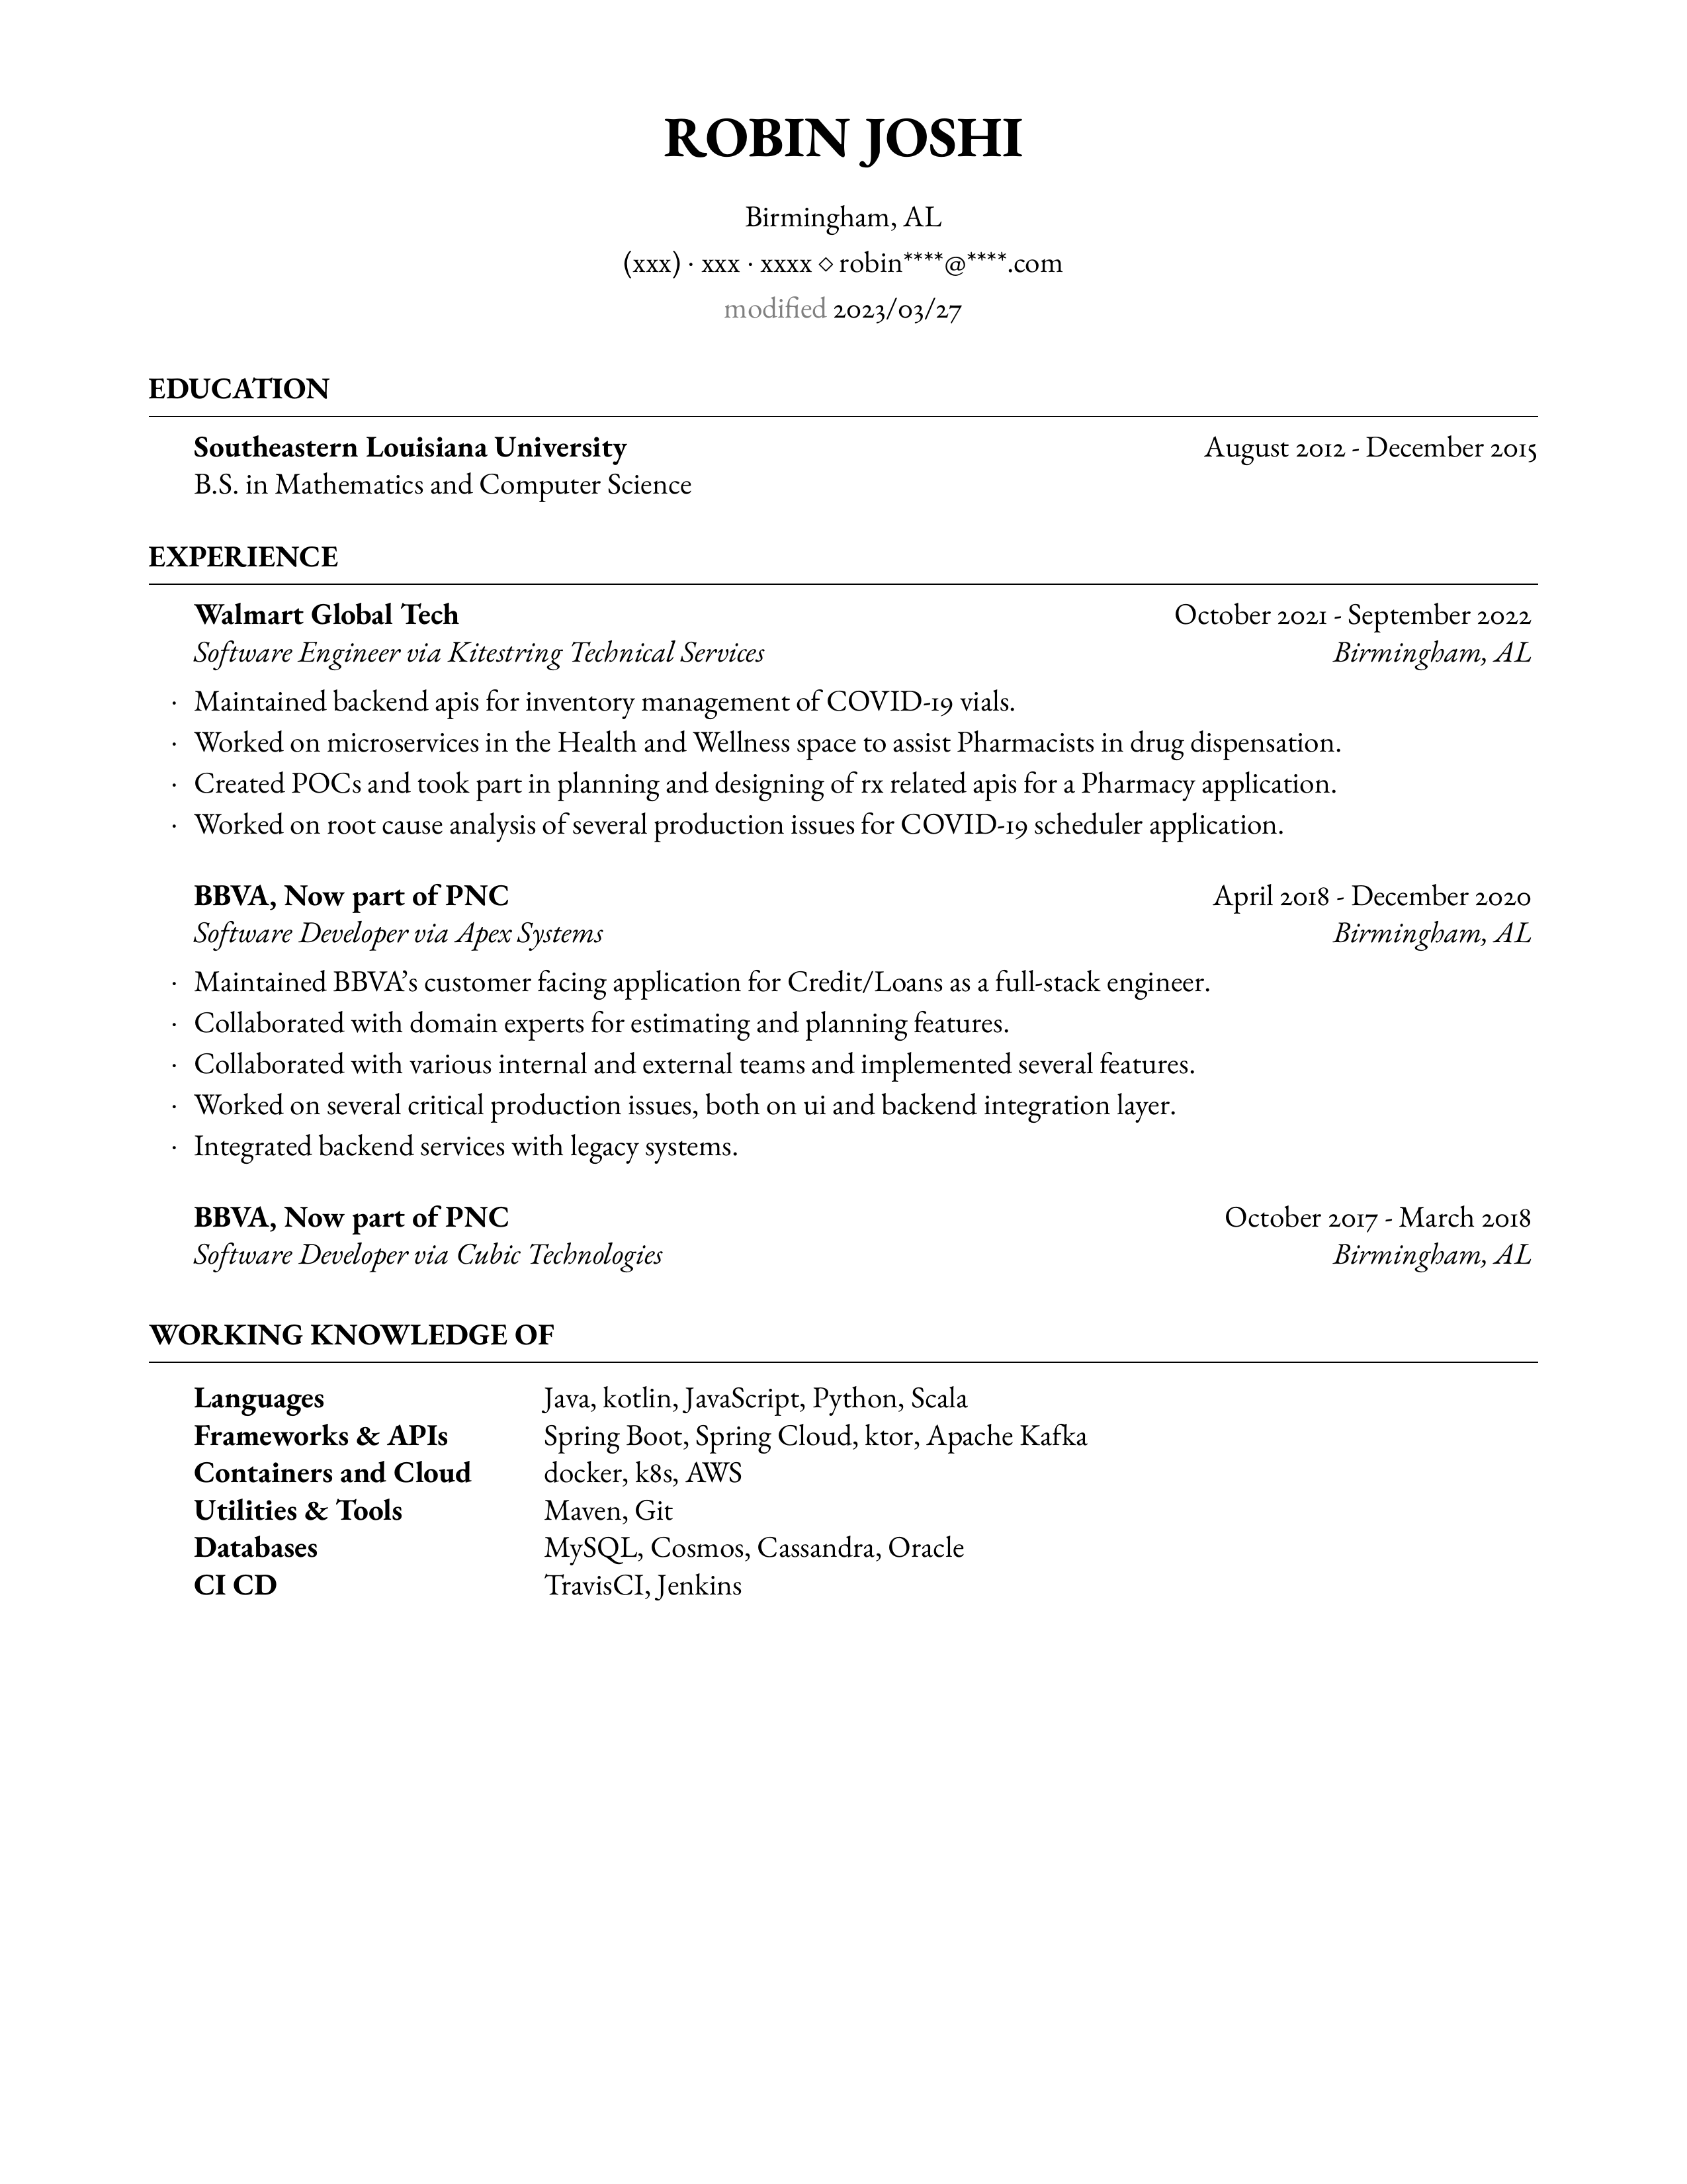 ROBIN JOSHI
Birmingham, AL
(xxx) · xxx · xxxx ⋄ robin****@****.com
modified 2023/03/27
EDUCATION
Southeastern Louisiana University August 2012 - December 2015
B.S. in Mathematics and Computer Science
EXPERIENCE
Walmart Global Tech October 2021 - September 2022
Software Engineer via Kitestring Technical Services Birmingham, AL
· Maintained backend apis for inventory management of COVID-19 vials.
· Worked on microservices in the Health and Wellness space to assist Pharmacists in drug dispensation.
· Created POCs and took part in planning and designing of rx related apis for a Pharmacy application.
· Worked on root cause analysis of several production issues for COVID-19 scheduler application.
BBVA, Now part of PNC April 2018 - December 2020
Software Developer via Apex Systems Birmingham, AL
· Maintained BBVA’s customer facing application for Credit/Loans as a full-stack engineer.
· Collaborated with domain experts for estimating and planning features.
· Collaborated with various internal and external teams and implemented several features.
· Worked on several critical production issues, both on ui and backend integration layer.
· Integrated backend services with legacy systems.
BBVA, Now part of PNC October 2017 - March 2018
Software Developer via Cubic Technologies Birmingham, AL
WORKING KNOWLEDGE OF
Languages Java, kotlin, JavaScript, Python, Scala
Frameworks & APIs Spring Boot, Spring Cloud, ktor, Apache Kafka
Containers and Cloud docker, k8s, AWS
Utilities & Tools Maven, Git
Databases MySQL, Cosmos, Cassandra, Oracle
CI CD TravisCI, Jenkins